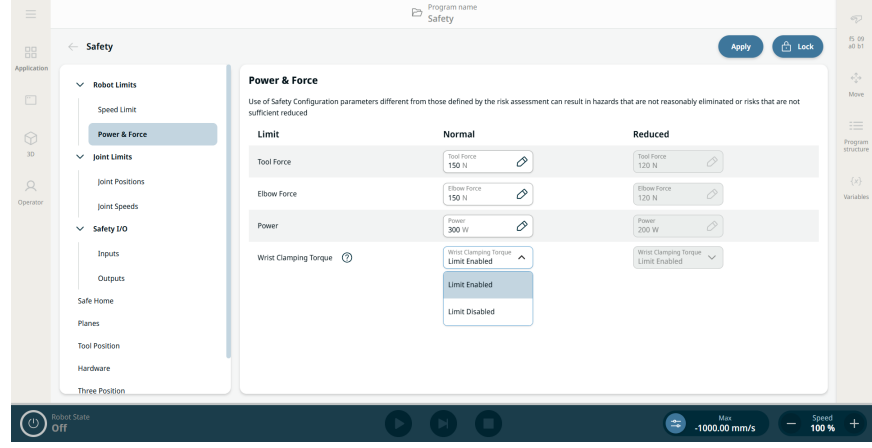 Program name
Safety
Application
3D
Operator
Safety
Apply
Lock
f5 09
a0 b1
Move
Program
structure
{x}
Variables
Robot Limits
Speed Limit
Power & Force
Joint Limits
Joint Positions
Joint Speeds
Safety I/O
Inputs
Outputs
Safe Home
Planes
Tool Position
Hardware
Three Position
Power & Force
Use of Safety Configuration parameters different from those defined by the risk assessment can result in hazards that are not reasonably eliminated or risks that are not
sufficient reduced
Limit Normal Reduced
Tool Force
Tool Force
150 N
Tool Force
120 N
Elbow Force
Elbow Force
150 N
Elbow Force
120 N
Power
Power
300 W
Power
200 W
Wrist Clamping Torque ?
Wrist Clamping Torque
Limit Enabled
Wrist Clamping Torque
Limit Enabled
Limit Enabled
Limit Disabled
Robot State
Off
Max
-1000.00 mm/s
Speed
100 %